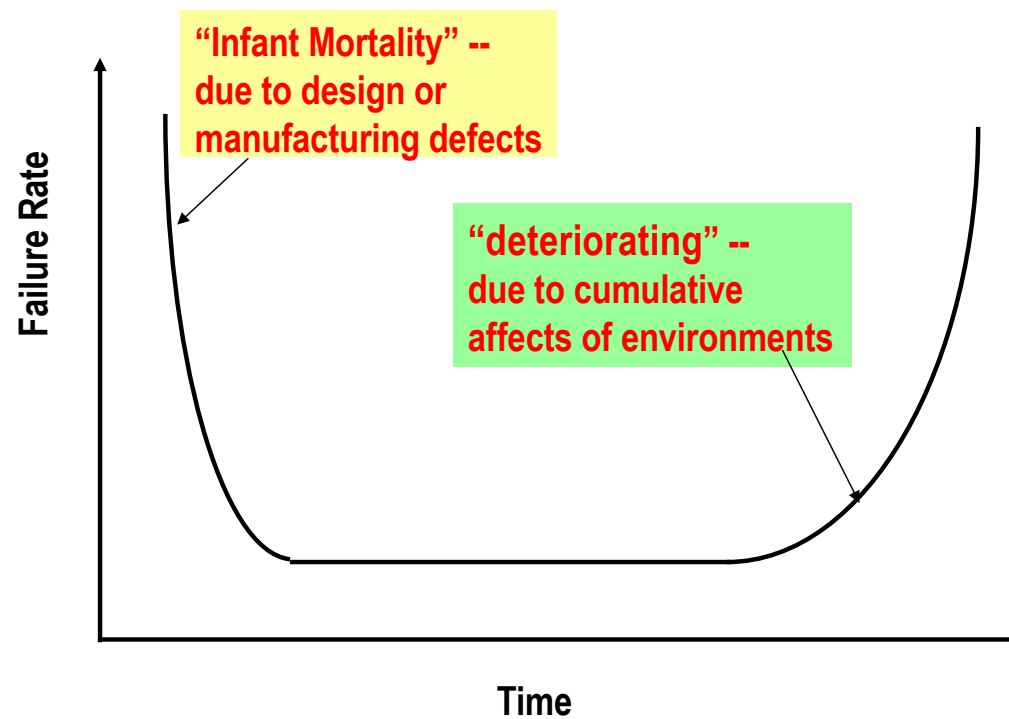 “Infant Mortality” --
due to design or
manufacturing defects
Failure Rate
“deteriorating” --
due to cumulative
affects of environments
Time